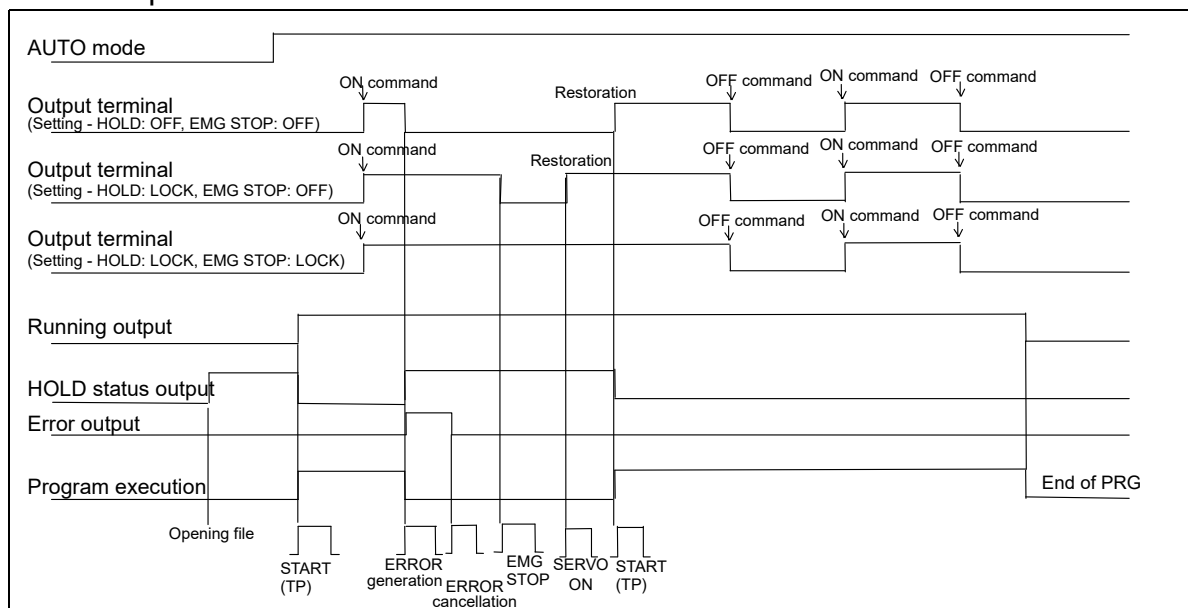 AUTO mode
ON command
OFF command
ON command
OFF command
Restoration
Output terminal
(Setting - HOLD: OFF, EMG STOP: OFF)
ON command
OFF command
ON command
OFF command
Restoration
Output terminal
(Setting - HOLD: LOCK, EMG STOP: OFF)
ON command
OFF command
ON command
OFF command
Output terminal
(Setting - HOLD: LOCK, EMG STOP: LOCK)
Running output
HOLD status output
Error output
Program execution
End of PRG
Opening file
START
(TP)
ERROR
generation
ERROR
cancellation
EMG
STOP
SERVO
ON
START
(TP)